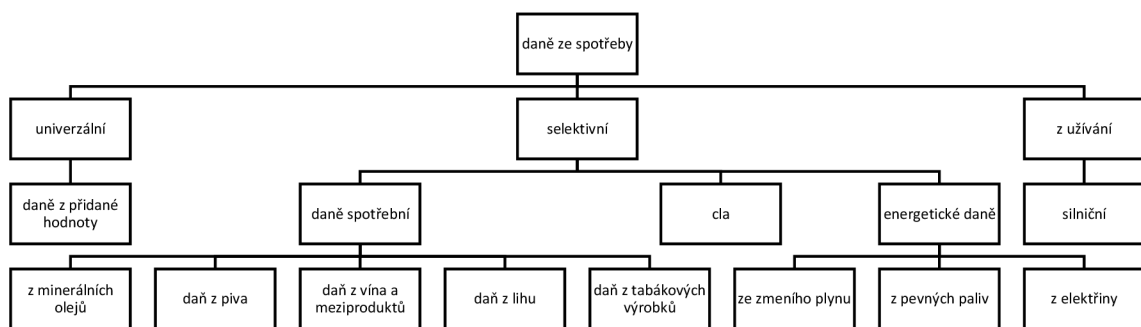 daně ze spotřeby
univerzální
selektivní
z užívání
daně z přidané
hodnoty
daně spotřební
cla
energetické daně
silniční
z minerálních
olejů
daň z piva
daň z vína a
meziproduktů
daň z lihu
daň z tabákových
výrobků
ze zmeního plynu
z pevných paliv
z elektřiny